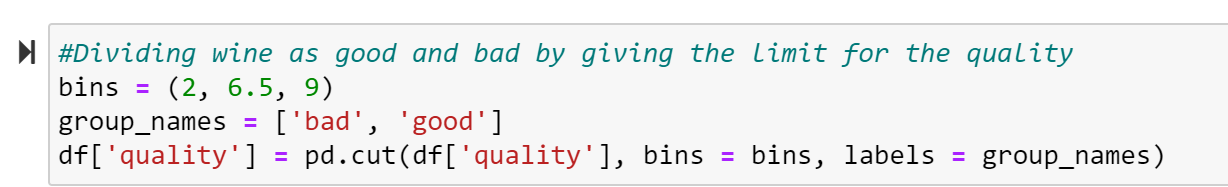 #Dividing wine as good and bad by giving the limit for the quality
bins = (2, 6.5, 9)
group_names = ['bad', 'good']
df['quality'] = pd.cut(df['quality'], bins = bins, labels = group_names)